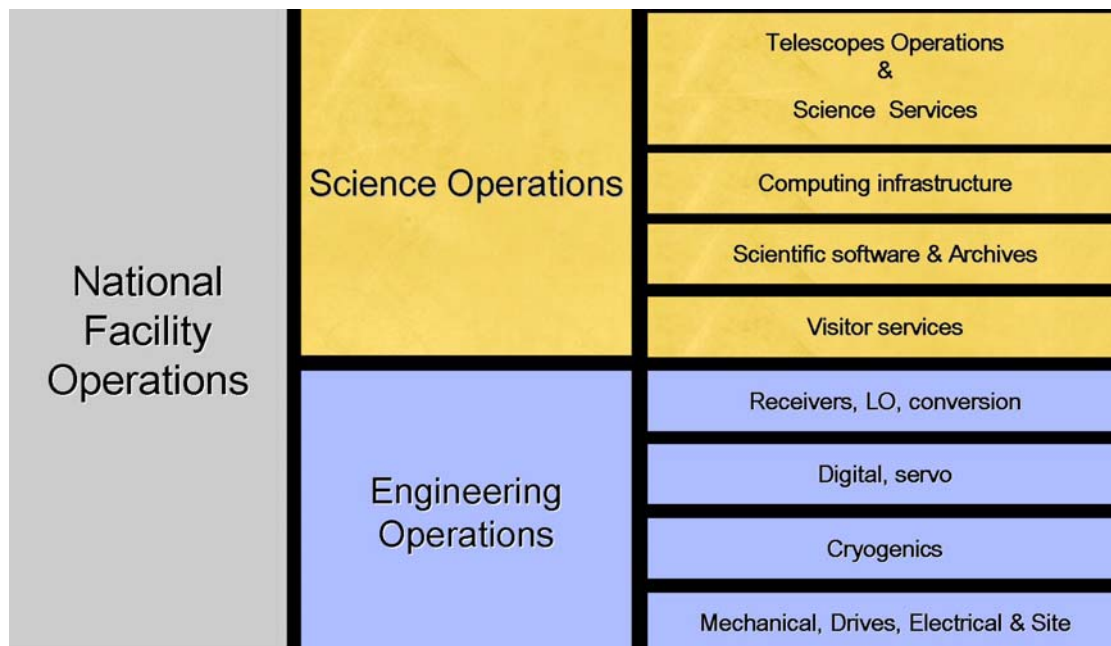 National
Facility
Operations
Science Operations
Telescopes Operations
&
Science Services
Computing infrastructure
Scientific software & Archives
Visitor services
Engineering
Operations
Receivers, LO, conversion
Digital, servo
Cryogenics
Mechanical, Drives, Electrical & Site